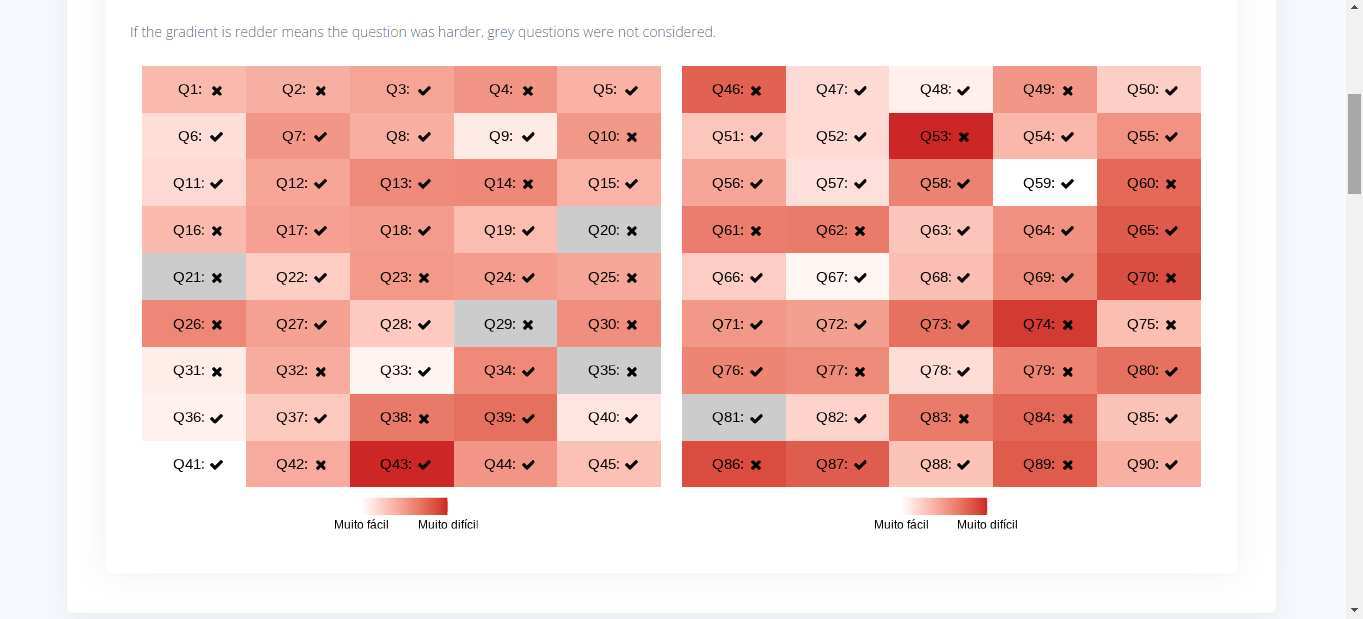 If the gradient is redder means the question was harder, grey questions were not considered.
Q1: ✖ Q2: ✖ Q3: ✔ Q4: ✖ Q5: ✔
Q6: ✔ Q7: ✔ Q8: ✔ Q9: ✔ Q10: ✖
Q11: ✔ Q12: ✔ Q13: ✔ Q14: ✖ Q15: ✔
Q16: ✖ Q17: ✔ Q18: ✔ Q19: ✔ Q20: ✖
Q21: ✖ Q22: ✔ Q23: ✖ Q24: ✔ Q25: ✖
Q26: ✖ Q27: ✔ Q28: ✔ Q29: ✖ Q30: ✖
Q31: ✖ Q32: ✖ Q33: ✔ Q34: ✔ Q35: ✖
Q36: ✔ Q37: ✔ Q38: ✖ Q39: ✔ Q40: ✔
Q41: ✔ Q42: ✖ Q43: ✔ Q44: ✔ Q45: ✔
Muito fácil Muito difícil
Q46: ✖ Q47: ✔ Q48: ✔ Q49: ✖ Q50: ✔
Q51: ✔ Q52: ✔ Q53: ✖ Q54: ✔ Q55: ✔
Q56: ✔ Q57: ✔ Q58: ✔ Q59: ✔ Q60: ✖
Q61: ✖ Q62: ✖ Q63: ✔ Q64: ✔ Q65: ✔
Q66: ✔ Q67: ✔ Q68: ✔ Q69: ✔ Q70: ✖
Q71: ✔ Q72: ✔ Q73: ✔ Q74: ✖ Q75: ✖
Q76: ✔ Q77: ✖ Q78: ✔ Q79: ✖ Q80: ✔
Q81: ✔ Q82: ✔ Q83: ✖ Q84: ✖ Q85: ✔
Q86: ✖ Q87: ✔ Q88: ✔ Q89: ✖ Q90: ✔
Muito fácil Muito difícil